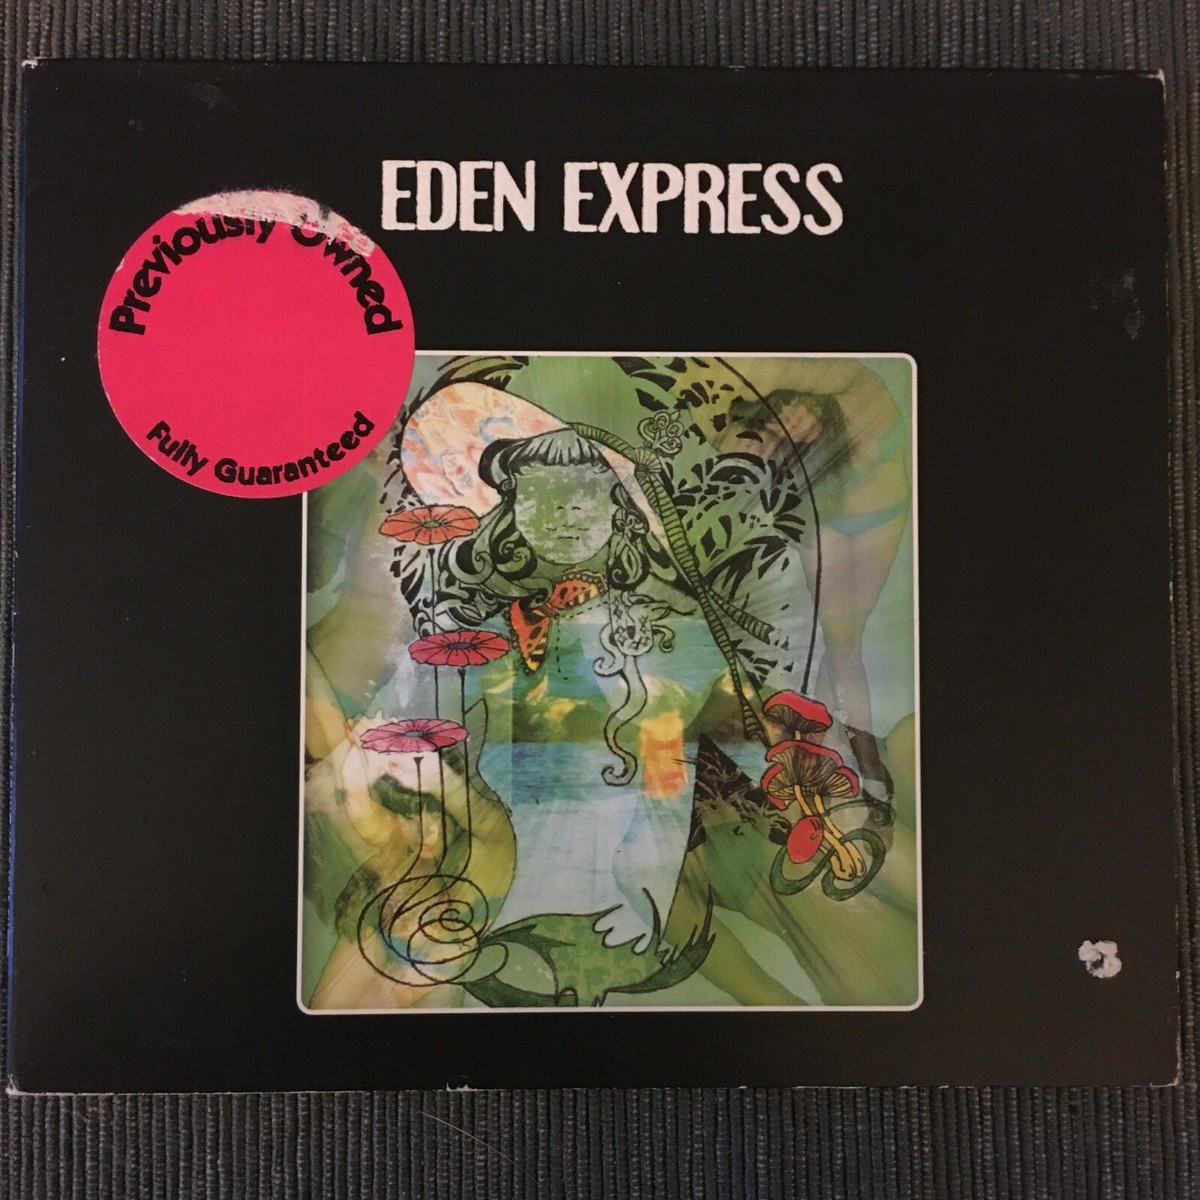 EDEN EXPRESS
Previously Owned
Fully Guaranteed